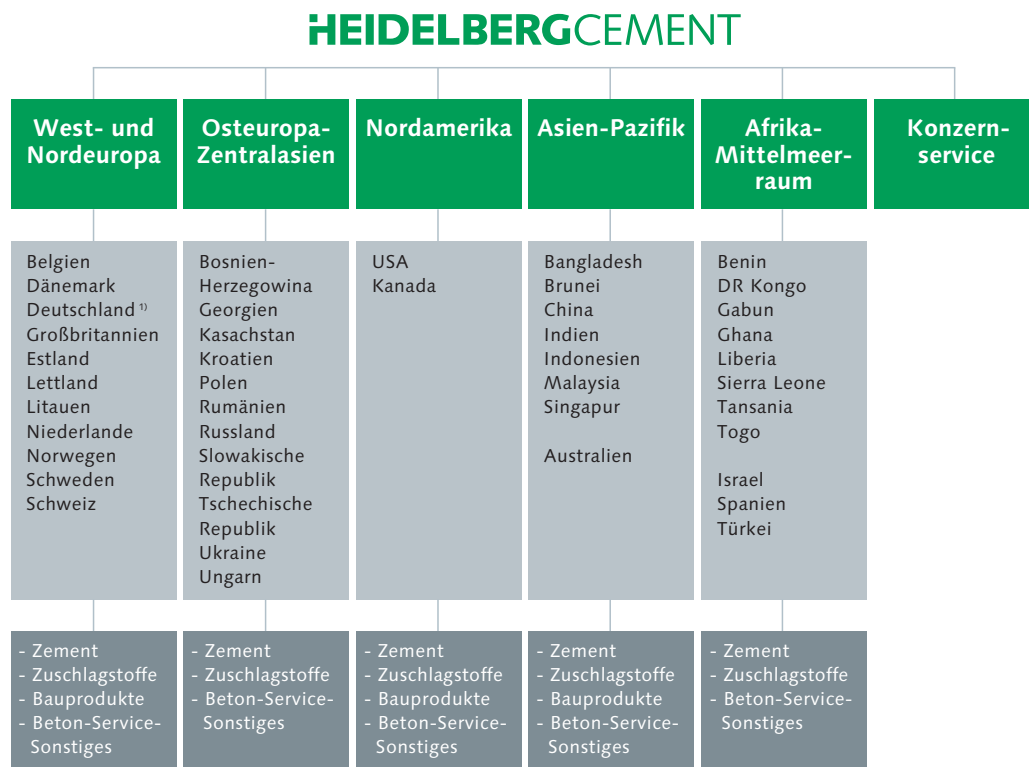 HEIDELBERGCEMENT
West- und
Nordeuropa
Osteuropa-
Zentralasien
Nordamerika
Asien-Pazifik
Afrika-
Mittelmeer-
raum
Konzern-
service
Belgien
Dänemark
Deutschland 1)
Großbritannien
Estland
Lettland
Litauen
Niederlande
Norwegen
Schweden
Schweiz
Bosnien-
Herzegowina
Georgien
Kasachstan
Kroatien
Polen
Rumänien
Russland
Slowakische
Republik
Tschechische
Republik
Ukraine
Ungarn
USA
Kanada
Bangladesh
Brunei
China
Indien
Indonesien
Malaysia
Singapur
Australien
Benin
DR Kongo
Gabun
Ghana
Liberia
Sierra Leone
Tansania
Togo
Israel
Spanien
Türkei
- Zement
- Zuschlagstoffe
- Bauprodukte
- Beton-Service-
Sonstiges
- Zement
- Zuschlagstoffe
- Beton-Service-
Sonstiges
- Zement
- Zuschlagstoffe
- Bauprodukte
- Beton-Service-
Sonstiges
- Zement
- Zuschlagstoffe
- Bauprodukte
- Beton-Service-
Sonstiges
- Zement
- Zuschlagstoffe
- Beton-Service-
Sonstiges